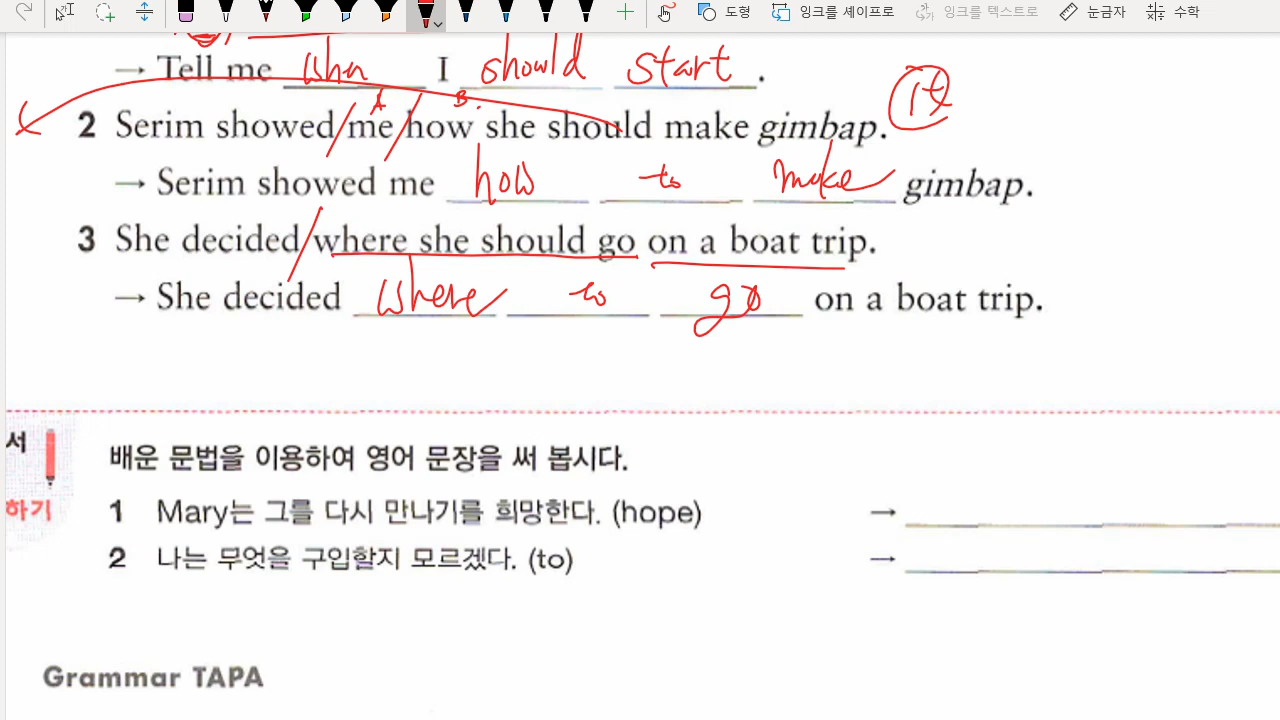 도형 잉크를 셰이프로 잉크를 텍스트로 눈금자 수학
→ Tell me when I should start .
2 Serim showed me how she should make gimbap.
A B
→ Serim showed me how to make gimbap.
3 She decided where she should go on a boat trip.
→ She decided where to go on a boat trip.
서
하기
배운 문법을 이용하여 영어 문장을 써 봅시다.
1 Mary는 그를 다시 만나기를 희망한다. (hope) →
2 나는 무엇을 구입할지 모르겠다. (to) →
Grammar TAPA